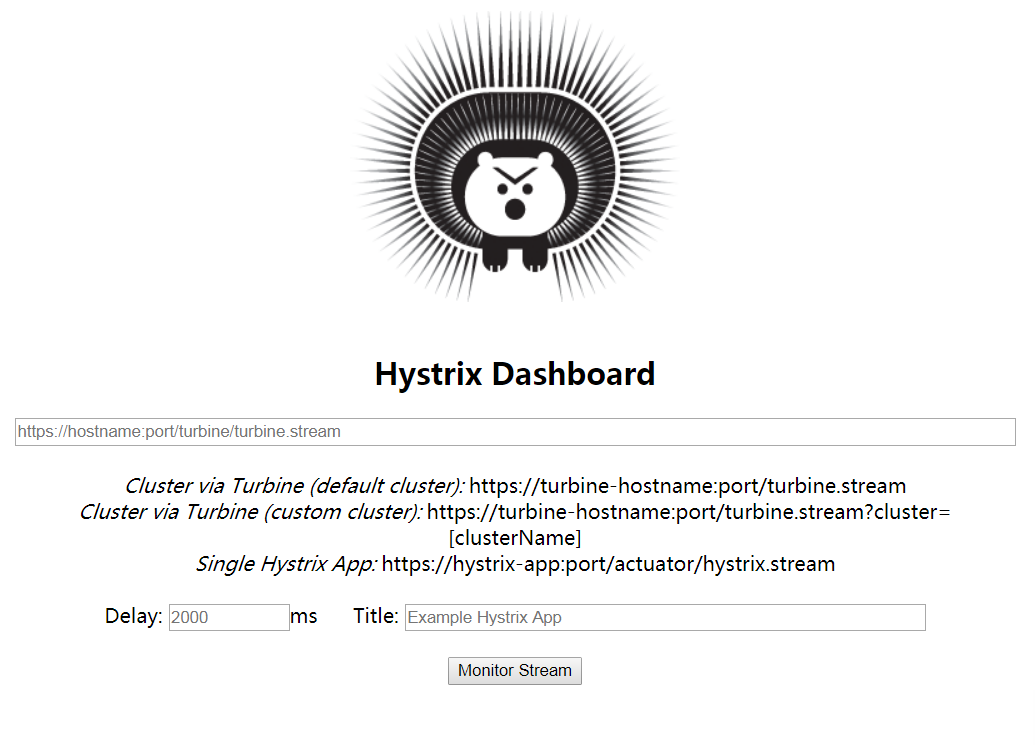 Hystrix Dashboard
https://hostname:port/turbine/turbine.stream
Cluster via Turbine (default cluster): https://turbine-hostname:port/turbine.stream
Cluster via Turbine (custom cluster): https://turbine-hostname:port/turbine.stream?cluster=
[clusterName]
Single Hystrix App: https://hystrix-app:port/actuator/hystrix.stream
Delay: 2000 ms Title: Example Hystrix App
Monitor Stream